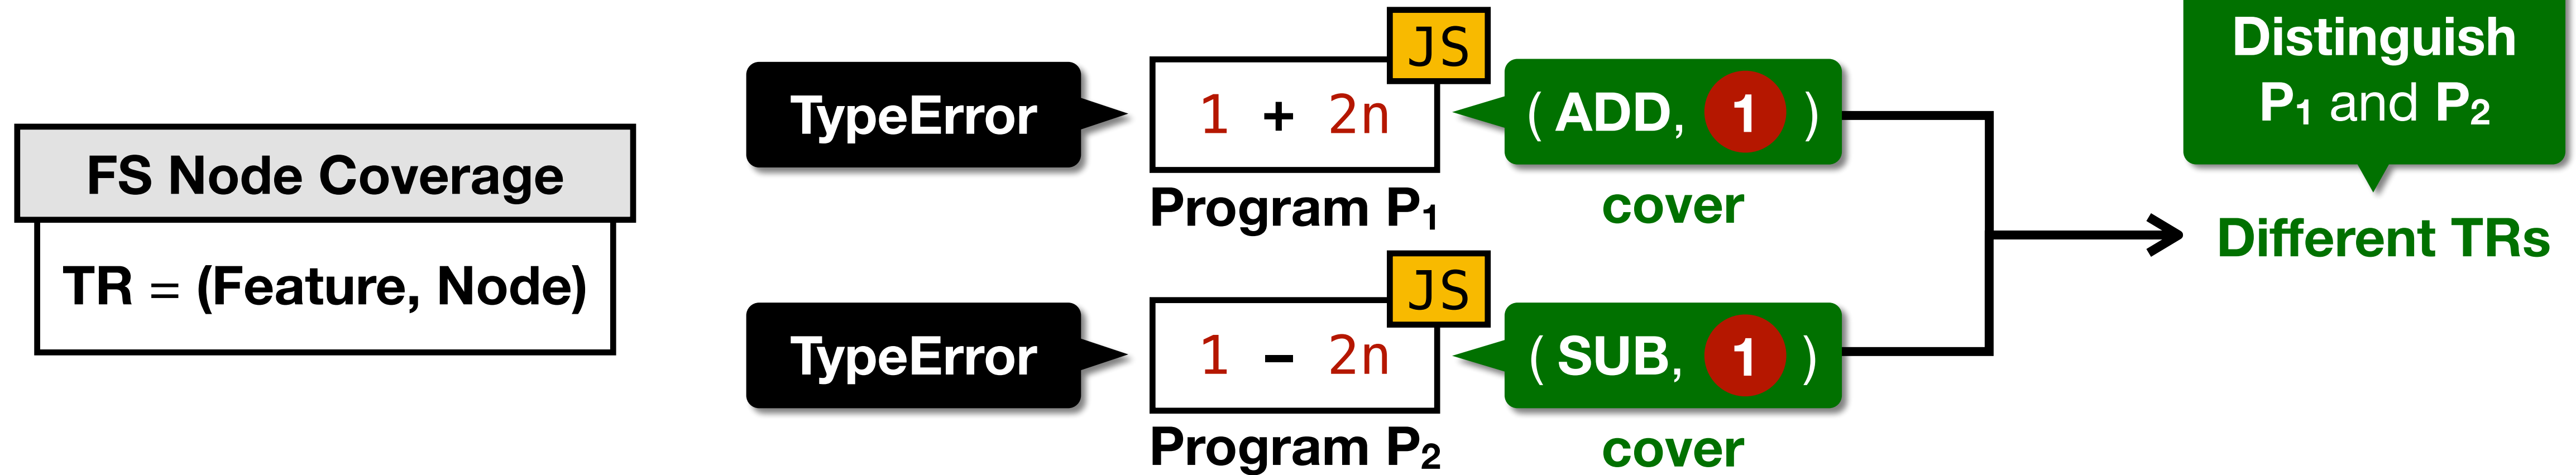 FS Node Coverage
TR = (Feature, Node)
TypeError
JS
1 + 2n
Program P₁
( ADD, 1 )
cover
TypeError
JS
1 − 2n
Program P₂
( SUB, 1 )
cover
Distinguish
P₁ and P₂
Different TRs